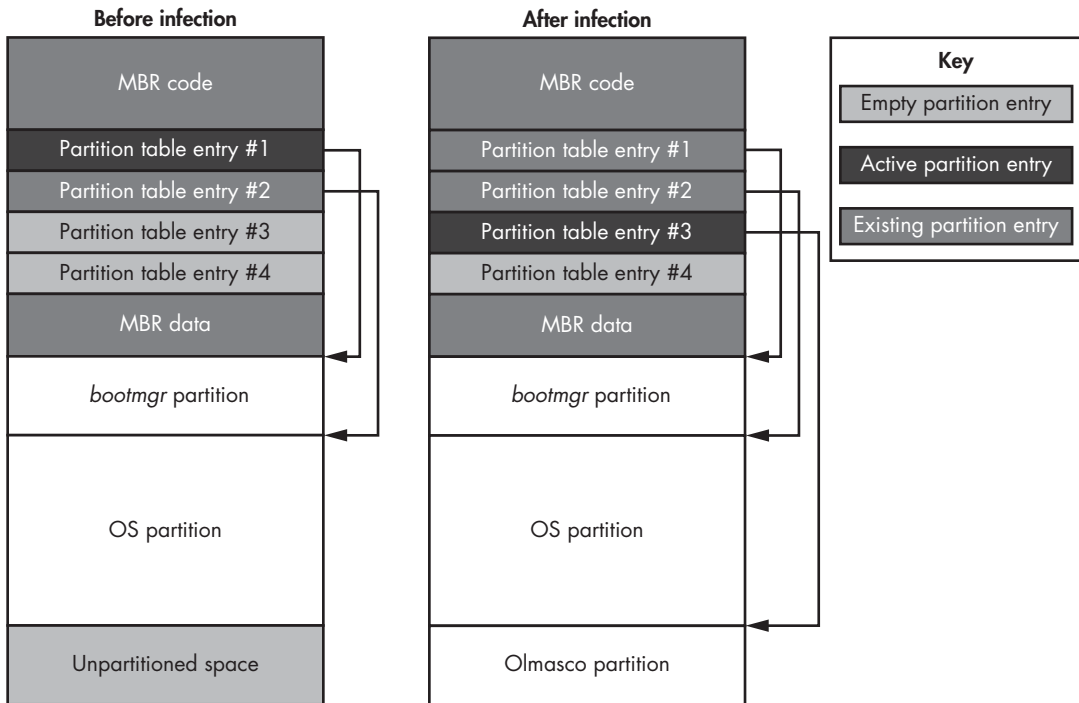 Before infection
MBR code
Partition table entry #1
Partition table entry #2
Partition table entry #3
Partition table entry #4
MBR data
bootmgr partition
OS partition
Unpartitioned space
After infection
MBR code
Partition table entry #1
Partition table entry #2
Partition table entry #3
Partition table entry #4
MBR data
bootmgr partition
OS partition
Olmasco partition
Key
Empty partition entry
Active partition entry
Existing partition entry